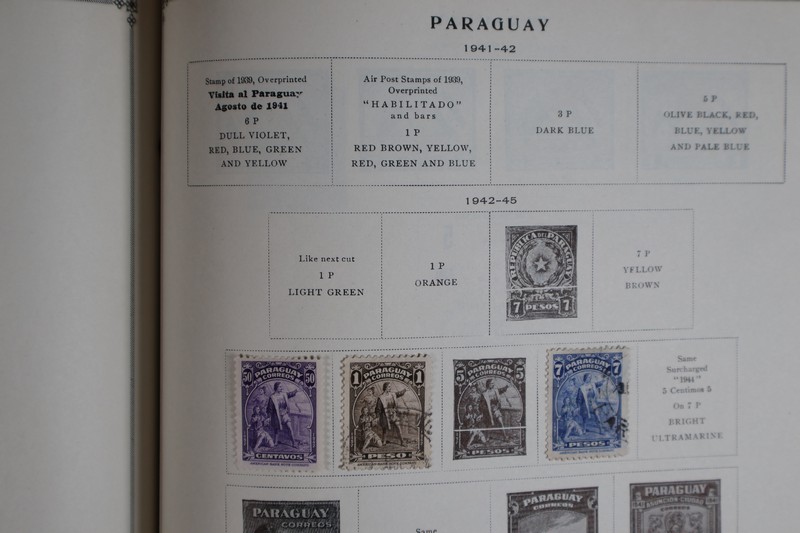 PARAGUAY
1941-42
Stamp of 1939, Overprinted
Visita al Paraguay
Agosto de 1941
6 P
DULL VIOLET,
RED, BLUE, GREEN
AND YELLOW
Air Post Stamps of 1939,
Overprinted
"HABILITADO"
and bars
1 P
RED BROWN, YELLOW,
RED, GREEN AND BLUE
3 P
DARK BLUE
5 P
OLIVE BLACK, RED,
BLUE, YELLOW
AND PALE BLUE
1942-45
Like next cut
1 P
LIGHT GREEN
1 P
ORANGE
REPUBLICA DEL PARAGUAY
7 PESOS 7
7 P
YELLOW
BROWN
50 PARAGUAY 50
CORREOS
CENTAVOS
AMERICAN BANK NOTE COMPANY
1 PARAGUAY 1
CORREOS
PESO
5 PARAGUAY 5
CORREOS
PESOS
7 PARAGUAY 7
CORREOS
PESOS
Same
Surcharged
"1944"
5 Centimos 5
On 7 P
BRIGHT
ULTRAMARINE
PARAGUAY
CORREOS
Same
PARAGUAY
CORREOS
PARAGUAY